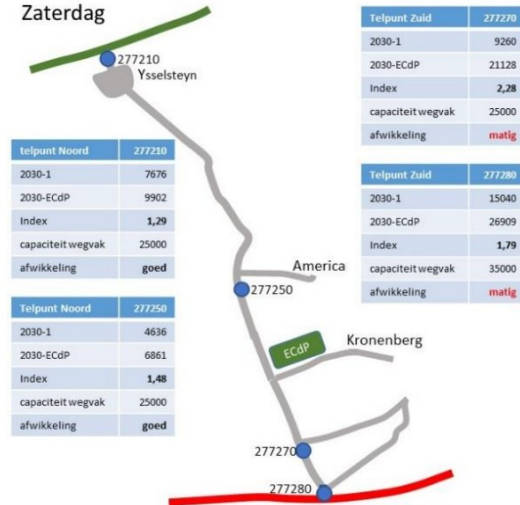 Zaterdag
277210
Ysselsteyn
Telpunt Zuid 277270
2030-1 9260
2030-ECdP 21128
Index 2,28
capaciteit wegvak 25000
afwikkeling matig
telpunt Noord 277210
2030-1 7676
2030-ECdP 9902
Index 1,29
capaciteit wegvak 25000
afwikkeling goed
Telpunt Zuid 277280
2030-1 15040
2030-ECdP 26909
Index 1,79
capaciteit wegvak 35000
afwikkeling matig
America
277250
Telpunt Noord 277250
2030-1 4636
2030-ECdP 6861
Index 1,48
capaciteit wegvak 25000
afwikkeling goed
ECdP
Kronenberg
277270
277280